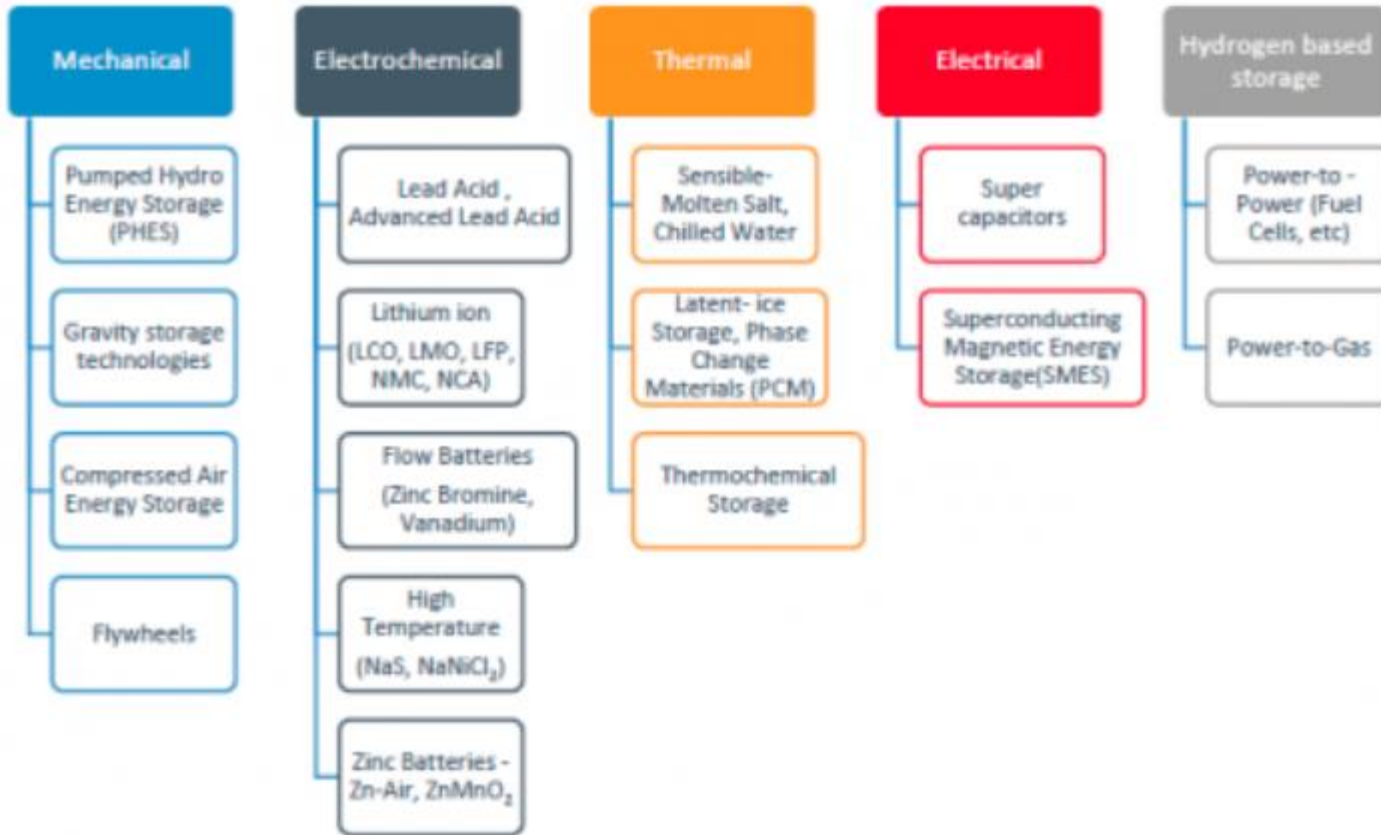 Mechanical
Pumped Hydro
Energy Storage
(PHES)
Gravity storage
technologies
Compressed Air
Energy Storage
Flywheels
Electrochemical
Lead Acid ,
Advanced Lead Acid
Lithium ion
(LCO, LMO, LFP,
NMC, NCA)
Flow Batteries
(Zinc Bromine,
Vanadium)
High
Temperature
(NaS, NaNiCl₂)
Zinc Batteries -
Zn-Air, ZnMnO₂
Thermal
Sensible-
Molten Salt,
Chilled Water
Latent- ice
Storage, Phase
Change
Materials (PCM)
Thermochemical
Storage
Electrical
Super
capacitors
Superconducting
Magnetic Energy
Storage(SMES)
Hydrogen based
storage
Power-to -
Power (Fuel
Cells, etc)
Power-to-Gas